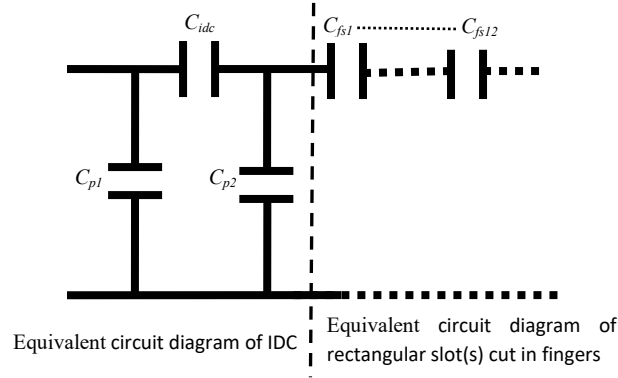 C_idc
C_fs1 ................... C_fs12
C_p1
C_p2
Equivalent circuit diagram of IDC
Equivalent circuit diagram of
rectangular slot(s) cut in fingers